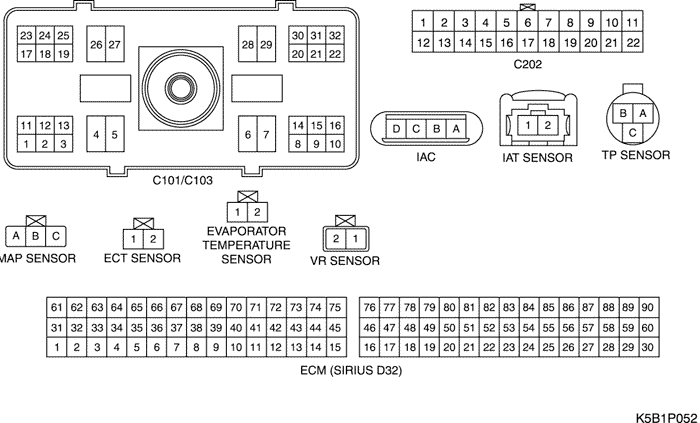 23 24 25 26 27 28 29 30 31 32
17 18 19 20 21 22
11 12 13 4 5 6 7 14 15 16
1 2 3 8 9 10
C101/C103
1 2 3 4 5 6 7 8 9 10 11
12 13 14 15 16 17 18 19 20 21 22
C202
D C B A
IAC
1 2
IAT SENSOR
B A
C
TP SENSOR
A B C
MAP SENSOR
1 2
ECT SENSOR
1 2
EVAPORATOR
TEMPERATURE
SENSOR
2 1
VR SENSOR
61 62 63 64 65 66 67 68 69 70 71 72 73 74 75 76 77 78 79 80 81 82 83 84 85 86 87 88 89 90
31 32 33 34 35 36 37 38 39 40 41 42 43 44 45 46 47 48 49 50 51 52 53 54 55 56 57 58 59 60
1 2 3 4 5 6 7 8 9 10 11 12 13 14 15 16 17 18 19 20 21 22 23 24 25 26 27 28 29 30
ECM (SIRIUS D32)
K5B1P052